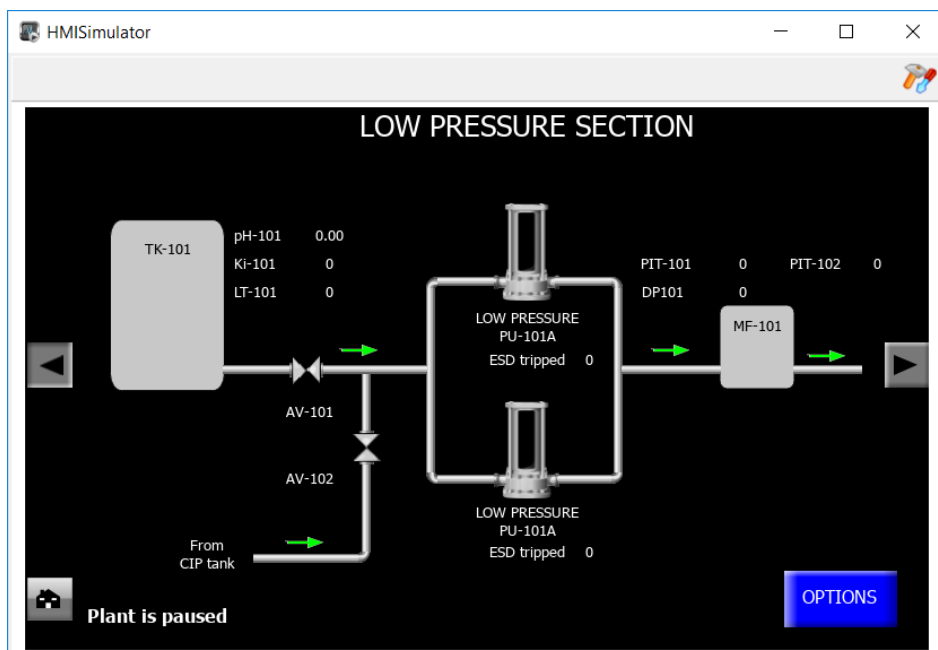 HMISimulator
LOW PRESSURE SECTION
TK-101
pH-101 0.00
Ki-101 0
LT-101 0
PIT-101 0 PIT-102 0
DP101 0
MF-101
LOW PRESSURE
PU-101A
ESD tripped 0
AV-101
AV-102
LOW PRESSURE
PU-101A
ESD tripped 0
From
CIP tank
Plant is paused
OPTIONS